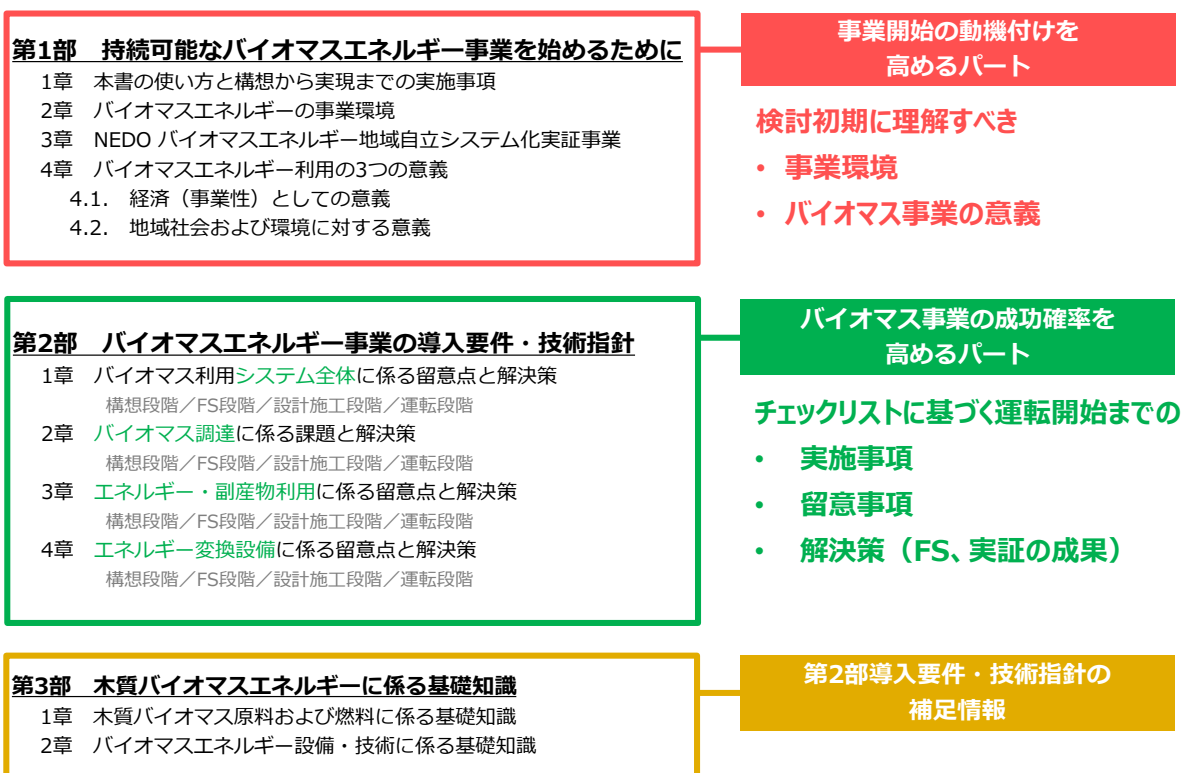 第1部　持続可能なバイオマスエネルギー事業を始めるために
1章　本書の使い方と構想から実現までの実施事項
2章　バイオマスエネルギーの事業環境
3章　NEDO バイオマスエネルギー地域自立システム化実証事業
4章　バイオマスエネルギー利用の3つの意義
4.1.　経済（事業性）としての意義
4.2.　地域社会および環境に対する意義
事業開始の動機付けを
高めるパート
検討初期に理解すべき
• 事業環境
• バイオマス事業の意義
第2部　バイオマスエネルギー事業の導入要件・技術指針
1章　バイオマス利用システム全体に係る留意点と解決策
構想段階／FS段階／設計施工段階／運転段階
2章　バイオマス調達に係る課題と解決策
構想段階／FS段階／設計施工段階／運転段階
3章　エネルギー・副産物利用に係る留意点と解決策
構想段階／FS段階／設計施工段階／運転段階
4章　エネルギー変換設備に係る留意点と解決策
構想段階／FS段階／設計施工段階／運転段階
バイオマス事業の成功確率を
高めるパート
チェックリストに基づく運転開始までの
• 実施事項
• 留意事項
• 解決策（FS、実証の成果）
第3部　木質バイオマスエネルギーに係る基礎知識
1章　木質バイオマス原料および燃料に係る基礎知識
2章　バイオマスエネルギー設備・技術に係る基礎知識
第2部導入要件・技術指針の
補足情報